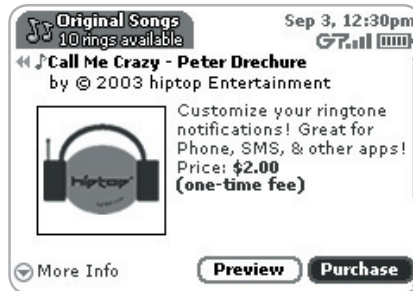 Original Songs
10 rings available
Sep 3, 12:30pm
G
Call Me Crazy - Peter Drechure
by © 2003 hiptop Entertainment
hiptop
Customize your ringtone
notifications! Great for
Phone, SMS, & other apps!
Price: $2.00
(one-time fee)
More Info
Preview
Purchase